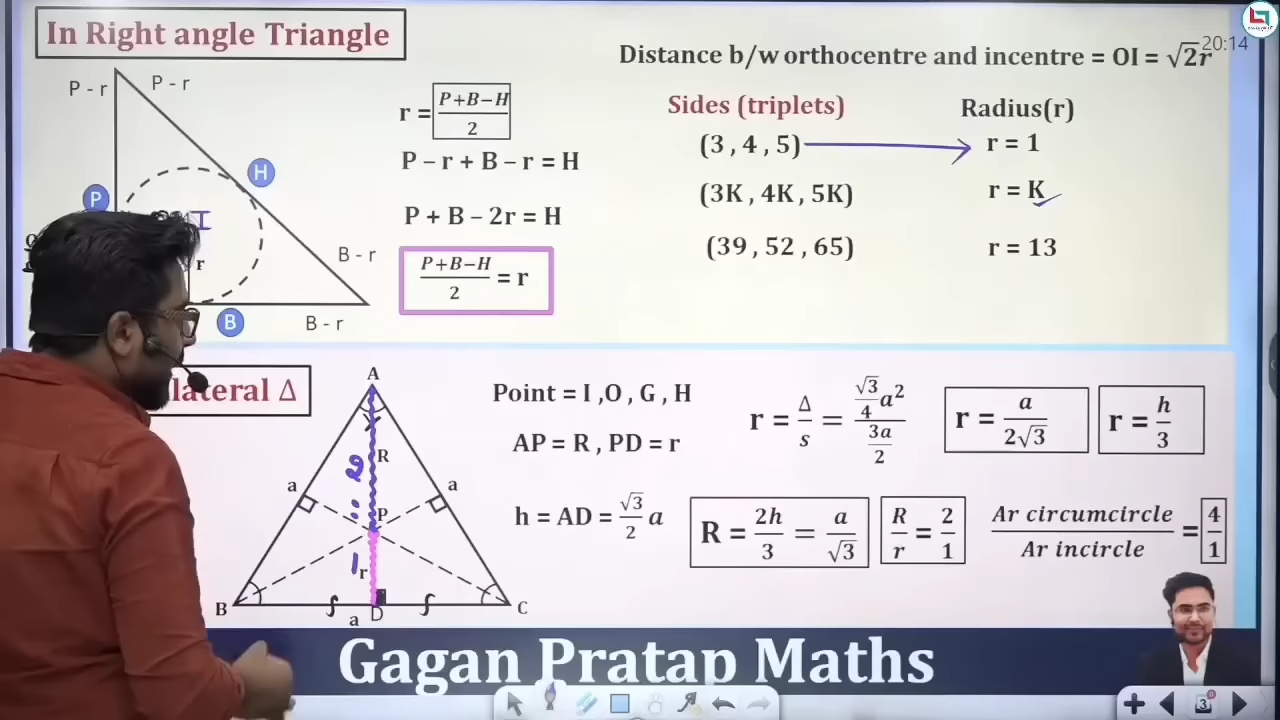 In Right angle Triangle
20:14
Distance b/w orthocentre and incentre = OI = √2r
P - r
P - r
r = P+B−H/2
P − r + B − r = H
P + B − 2r = H
P+B−H/2 = r
Sides (triplets)
Radius(r)
(3 , 4 , 5)
r = 1
(3K , 4K , 5K)
r = K
(39 , 52 , 65)
r = 13
H
P
I
r
B - r
B
B - r
lateral Δ
A
a
a
R
2 : 1
P
r
B
D
C
a
Point = I ,O , G , H
AP = R , PD = r
h = AD = √3/2 a
r = Δ/s = √3/4 a²/3a/2
r = a/2√3
r = h/3
R = 2h/3 = a/√3
R/r = 2/1
Ar circumcircle/Ar incircle = 4/1
Gagan Pratap Maths
3